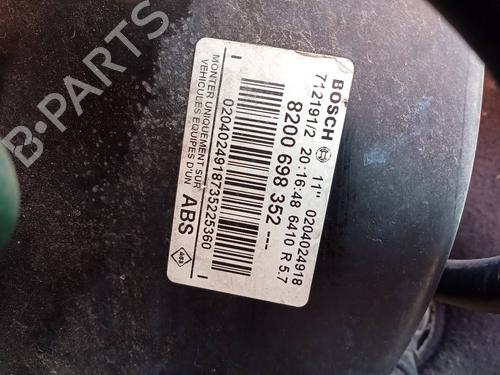 BOSCH 11" 0204024918
712191/2 20:16:48 6410 R 5.7
8200 698 352 ---
0204024918735225360
MONTER UNIQUEMENT SUR
VEHICULES EQUIPES D'UN
ABS
B-PARTS